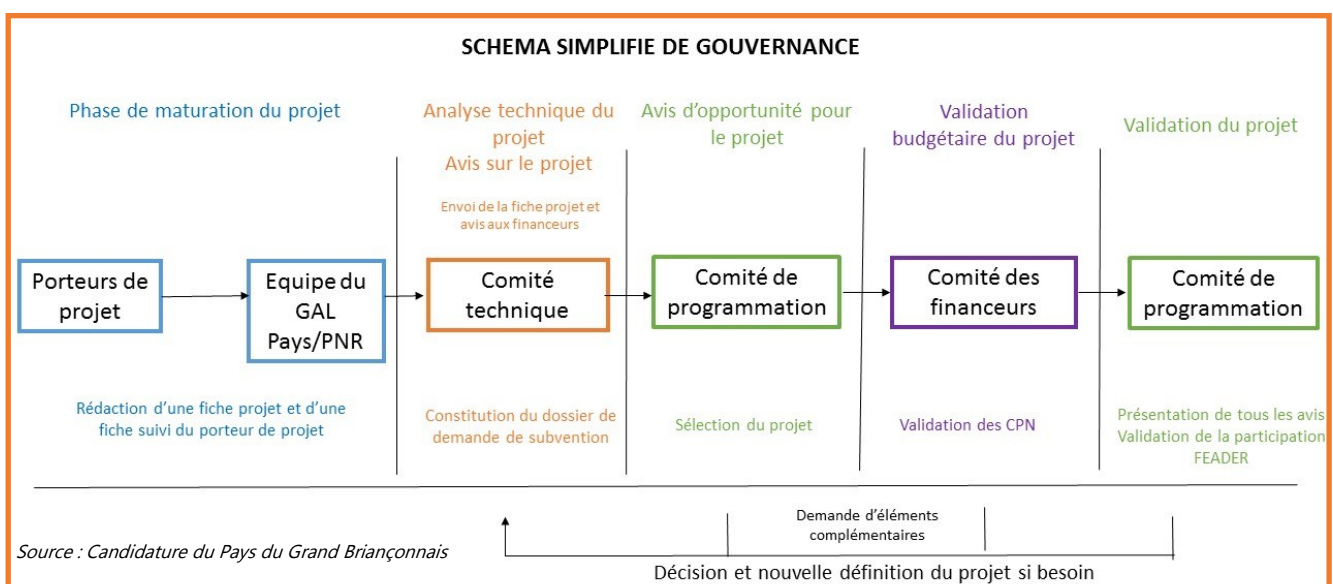 SCHEMA SIMPLIFIE DE GOUVERNANCE
Phase de maturation du projet
Analyse technique du
projet
Avis sur le projet
Envoi de la fiche projet et
avis aux financeurs
Avis d'opportunité pour
le projet
Validation
budgétaire du projet
Validation du projet
Porteurs de
projet
Equipe du
GAL
Pays/PNR
Comité
technique
Comité de
programmation
Comité des
financeurs
Comité de
programmation
Rédaction d'une fiche projet et d'une
fiche suivi du porteur de projet
Constitution du dossier de
demande de subvention
Sélection du projet
Validation des CPN
Présentation de tous les avis
Validation de la participation
FEADER
Demande d'éléments
complémentaires
Source : Candidature du Pays du Grand Briançonnais
Décision et nouvelle définition du projet si besoin